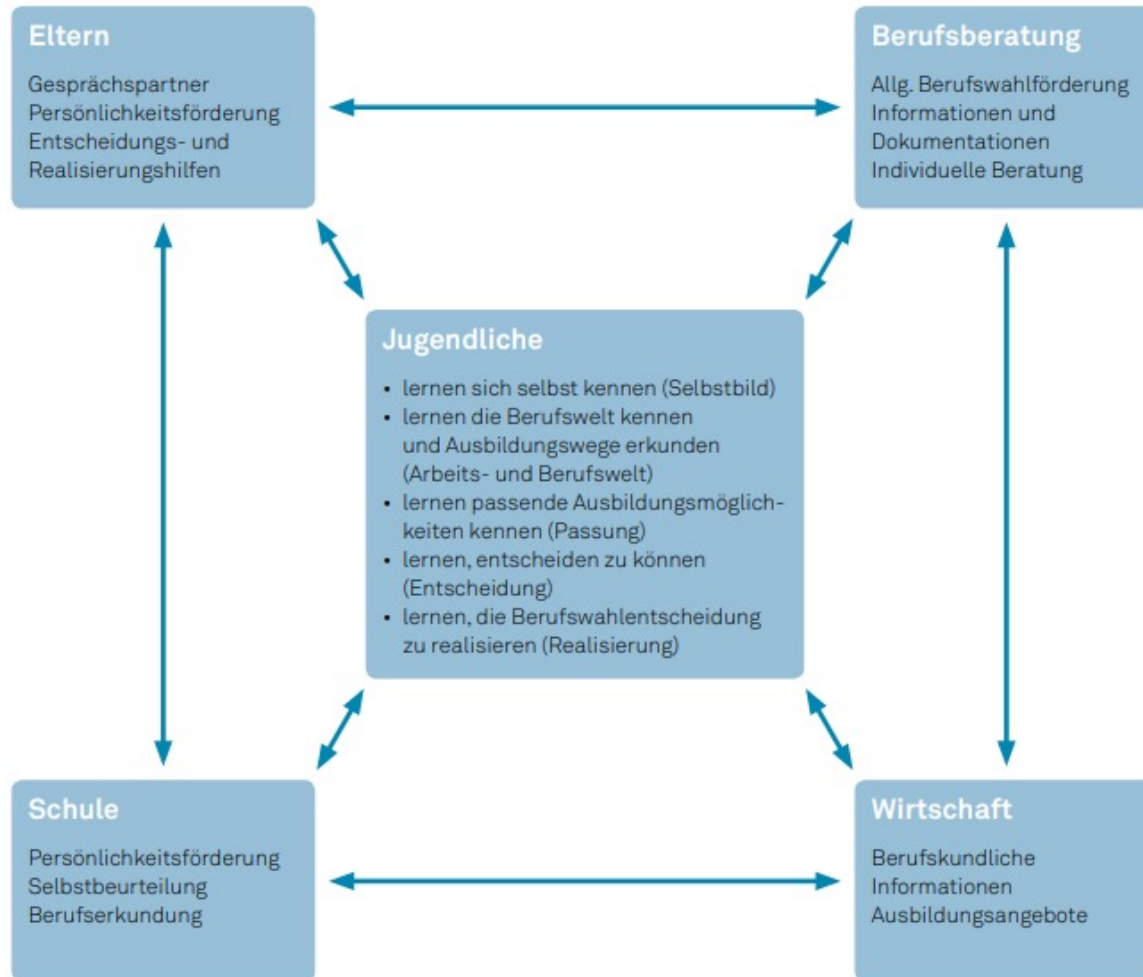 Eltern
Gesprächspartner
Persönlichkeitsförderung
Entscheidungs- und
Realisierungshilfen
Berufsberatung
Allg. Berufswahlförderung
Informationen und
Dokumentationen
Individuelle Beratung
Jugendliche
• lernen sich selbst kennen (Selbstbild)
• lernen die Berufswelt kennen
und Ausbildungswege erkunden
(Arbeits- und Berufswelt)
• lernen passende Ausbildungsmöglich-
keiten kennen (Passung)
• lernen, entscheiden zu können
(Entscheidung)
• lernen, die Berufswahlentscheidung
zu realisieren (Realisierung)
Schule
Persönlichkeitsförderung
Selbstbeurteilung
Berufserkundung
Wirtschaft
Berufskundliche
Informationen
Ausbildungsangebote